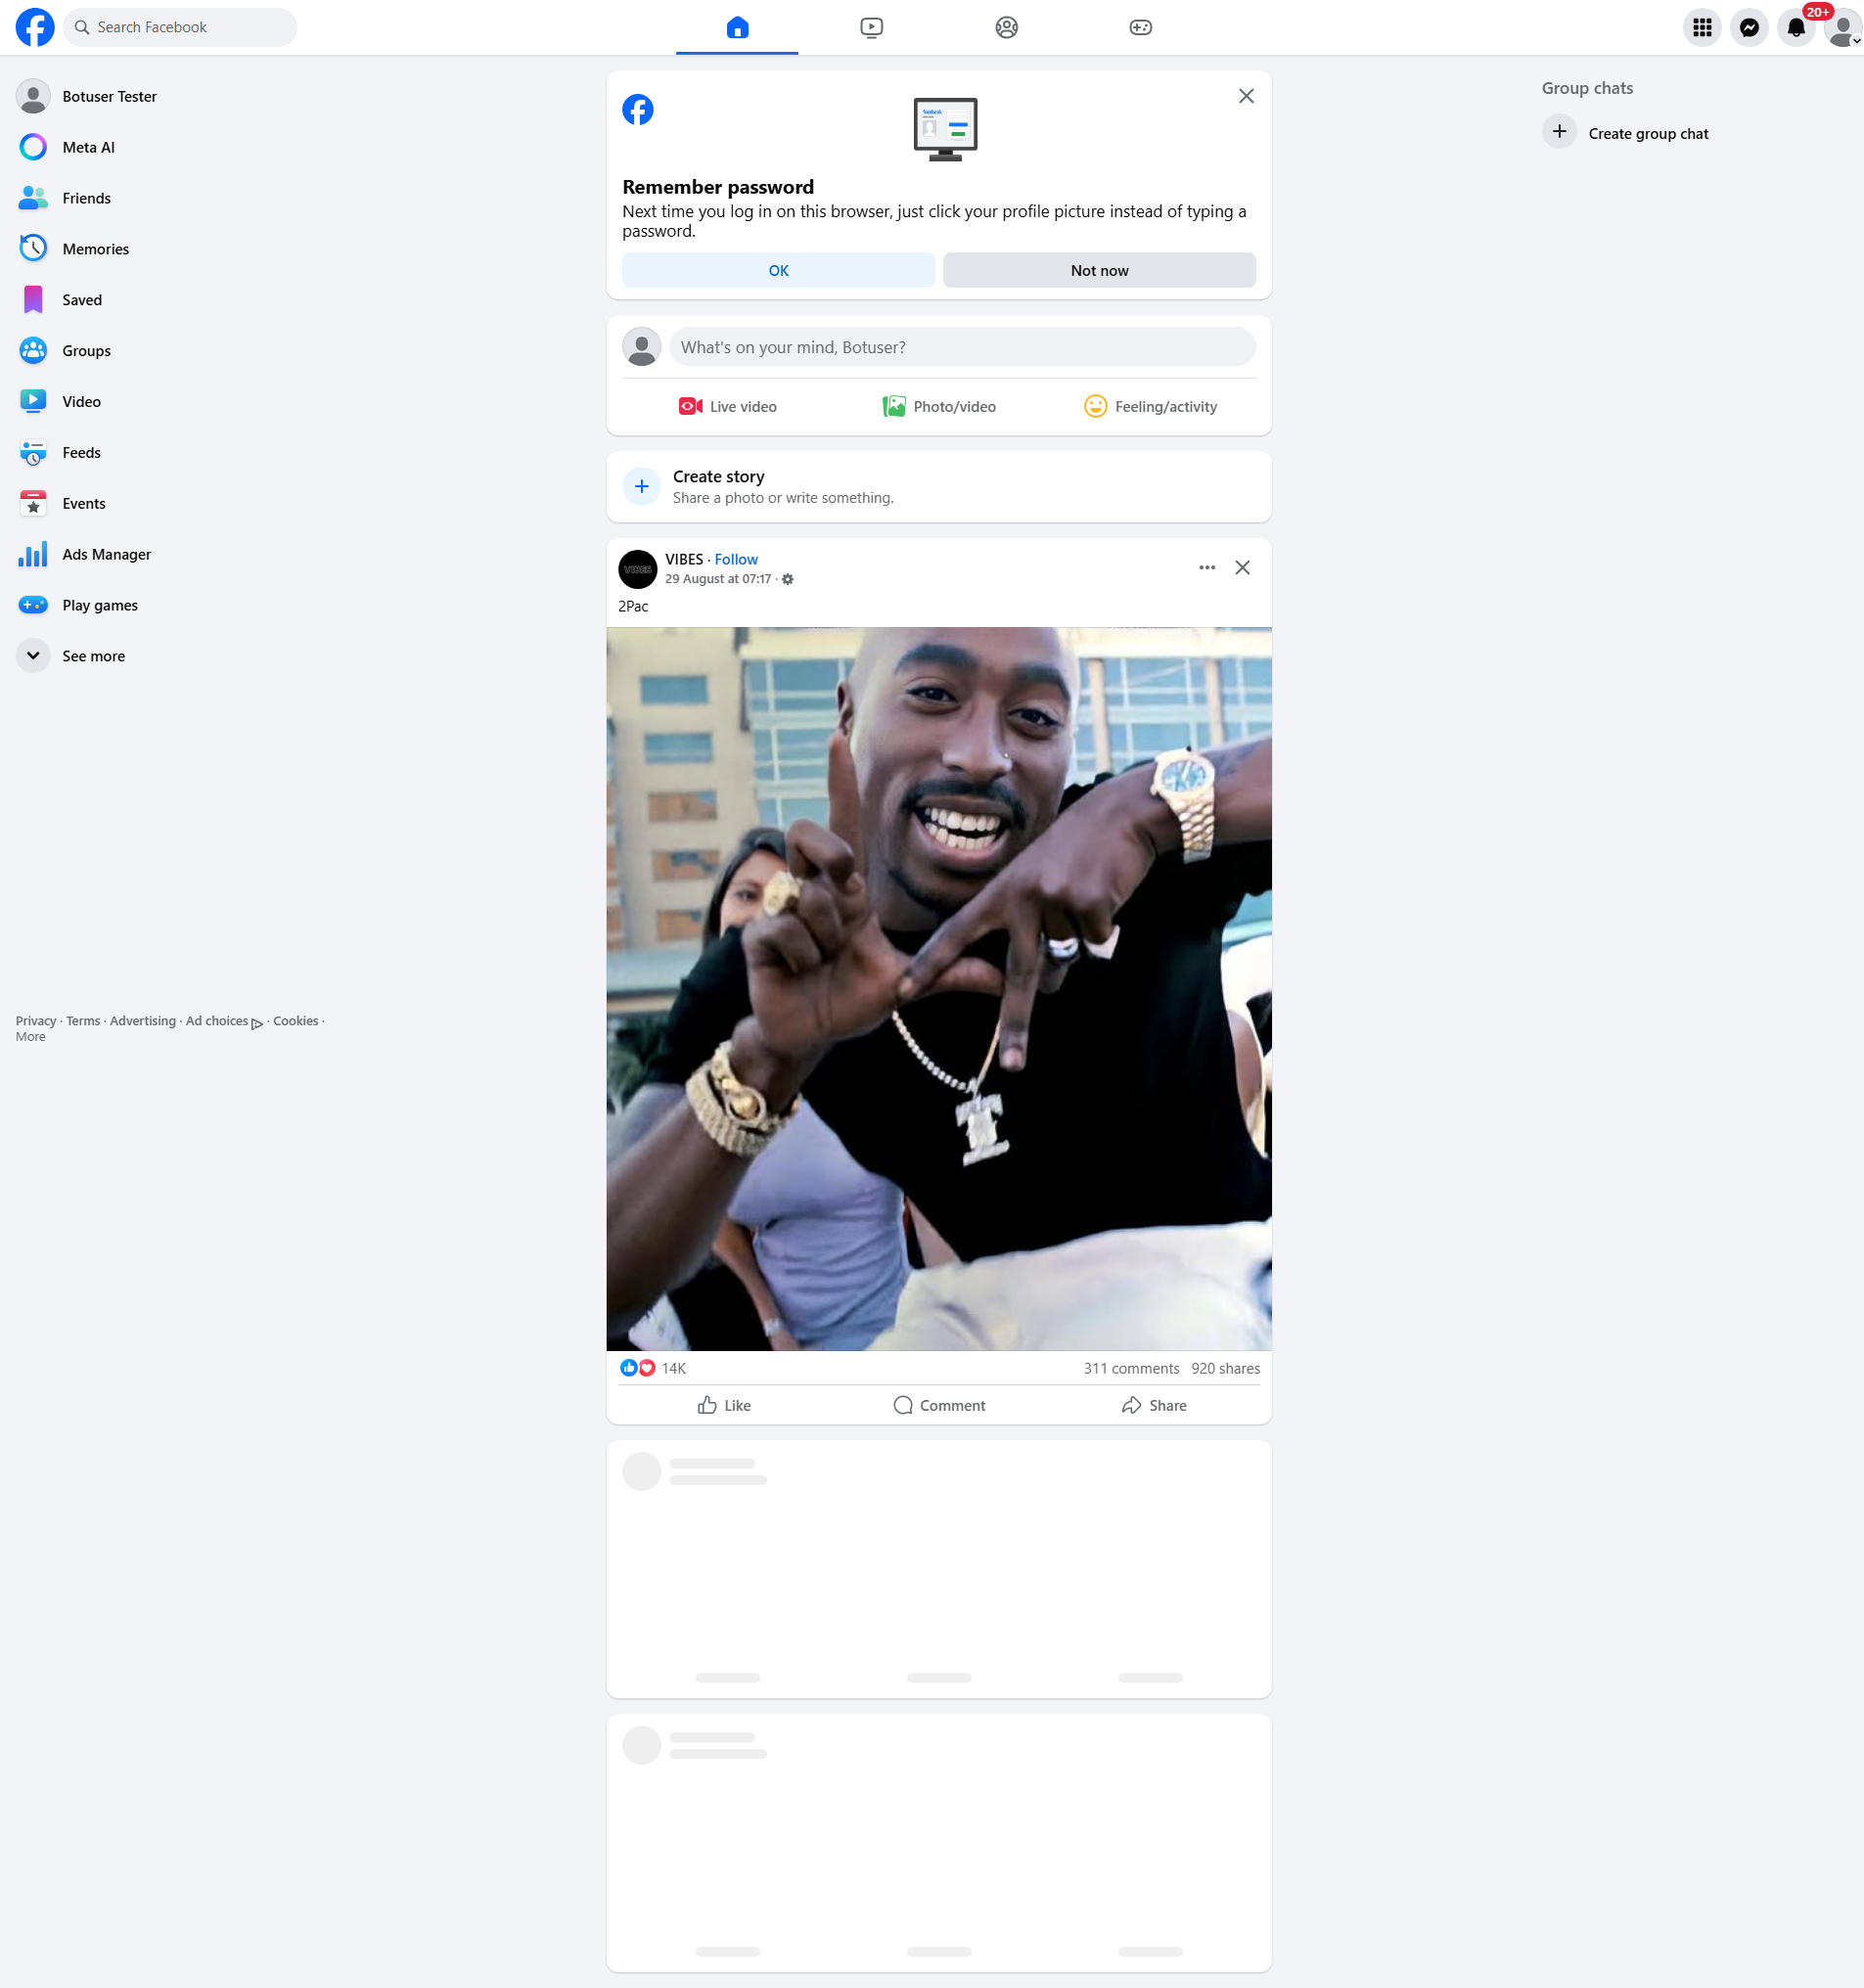 Search Facebook
20+
Botuser Tester
Meta AI
Friends
Memories
Saved
Groups
Video
Feeds
Events
Ads Manager
Play games
See more
Privacy · Terms · Advertising · Ad choices · Cookies ·
More
Remember password
Next time you log in on this browser, just click your profile picture instead of typing a
password.
OK
Not now
What's on your mind, Botuser?
Live video
Photo/video
Feeling/activity
Create story
Share a photo or write something.
VIBES
VIBES · Follow
29 August at 07:17 ·
2Pac
14K
311 comments 920 shares
Like
Comment
Share
Group chats
Create group chat